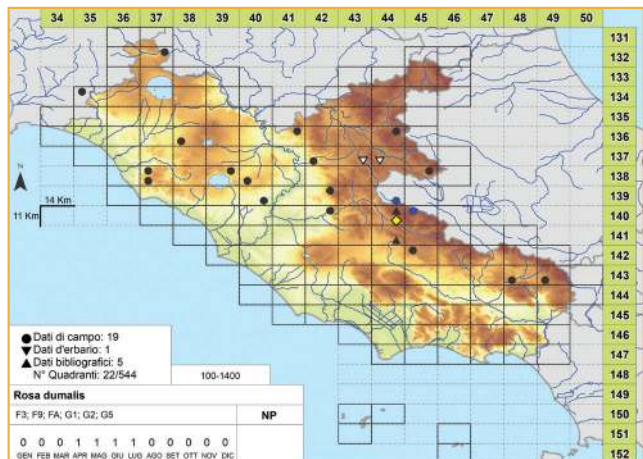 34 35 36 37 38 39 40 41 42 43 44 45 46 47 48 49 50
131
132
133
134
135
136
137
138
139
140
141
142
143
144
145
146
147
148
149
150
151
152
N
14 Km
11 Km
Dati di campo: 19
Dati d'erbario: 1
Dati bibliografici: 5
N° Quadranti: 22/544
100-1400
Rosa dumalis
F3; F9; FA; G1; G2; G5 NP
0 0 0 1 1 1 1 0 0 0 0 0
GEN FEB MAR APR MAG GIU LUG AGO SET OTT NOV DIC